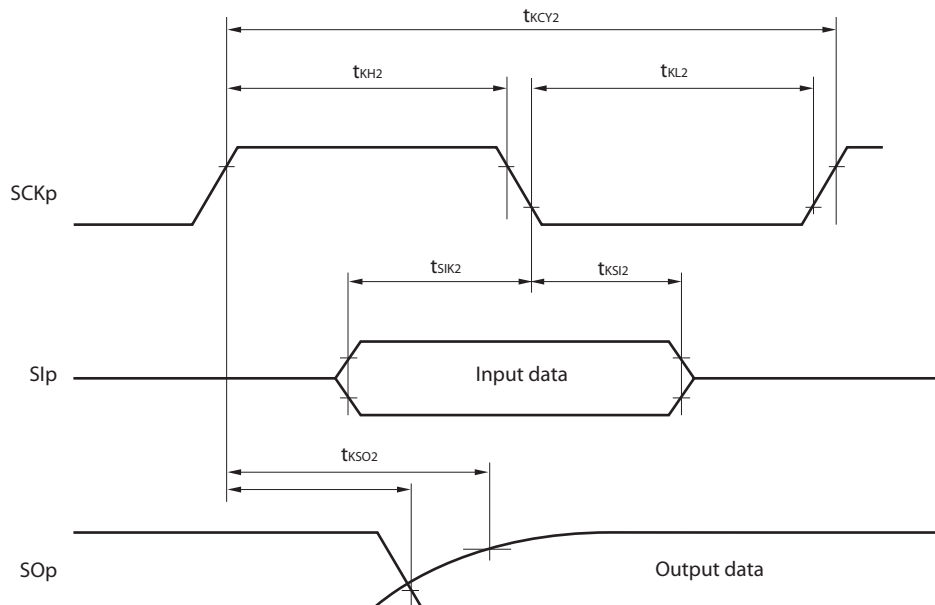 tKCY2
tKH2
tKL2
SCKp
tSIK2
tKSI2
SIp
Input data
tKSO2
SOp
Output data